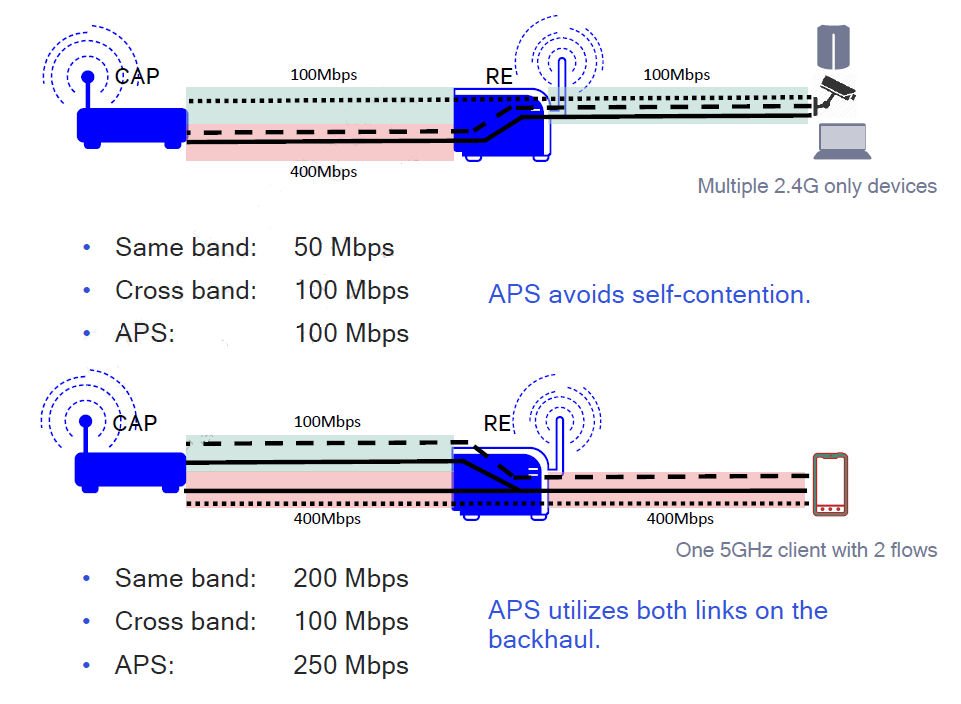 100Mbps
CAP
RE
100Mbps
400Mbps
Multiple 2.4G only devices
• Same band: 50 Mbps
• Cross band: 100 Mbps
• APS: 100 Mbps
APS avoids self-contention.
100Mbps
CAP
RE
400Mbps
400Mbps
One 5GHz client with 2 flows
• Same band: 200 Mbps
• Cross band: 100 Mbps
• APS: 250 Mbps
APS utilizes both links on the
backhaul.